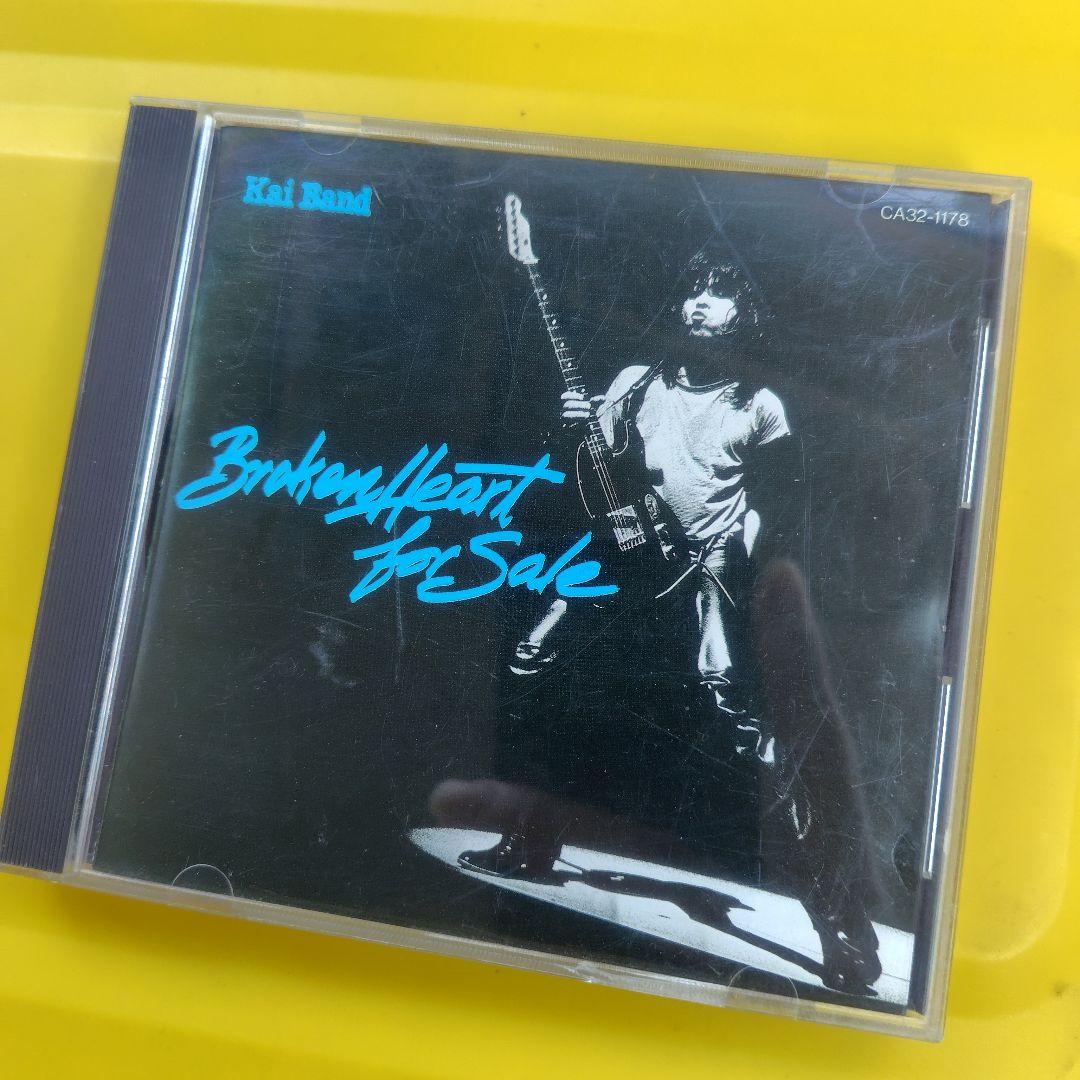 Kai Band
CA32-1178
Broken Heart
for Sale